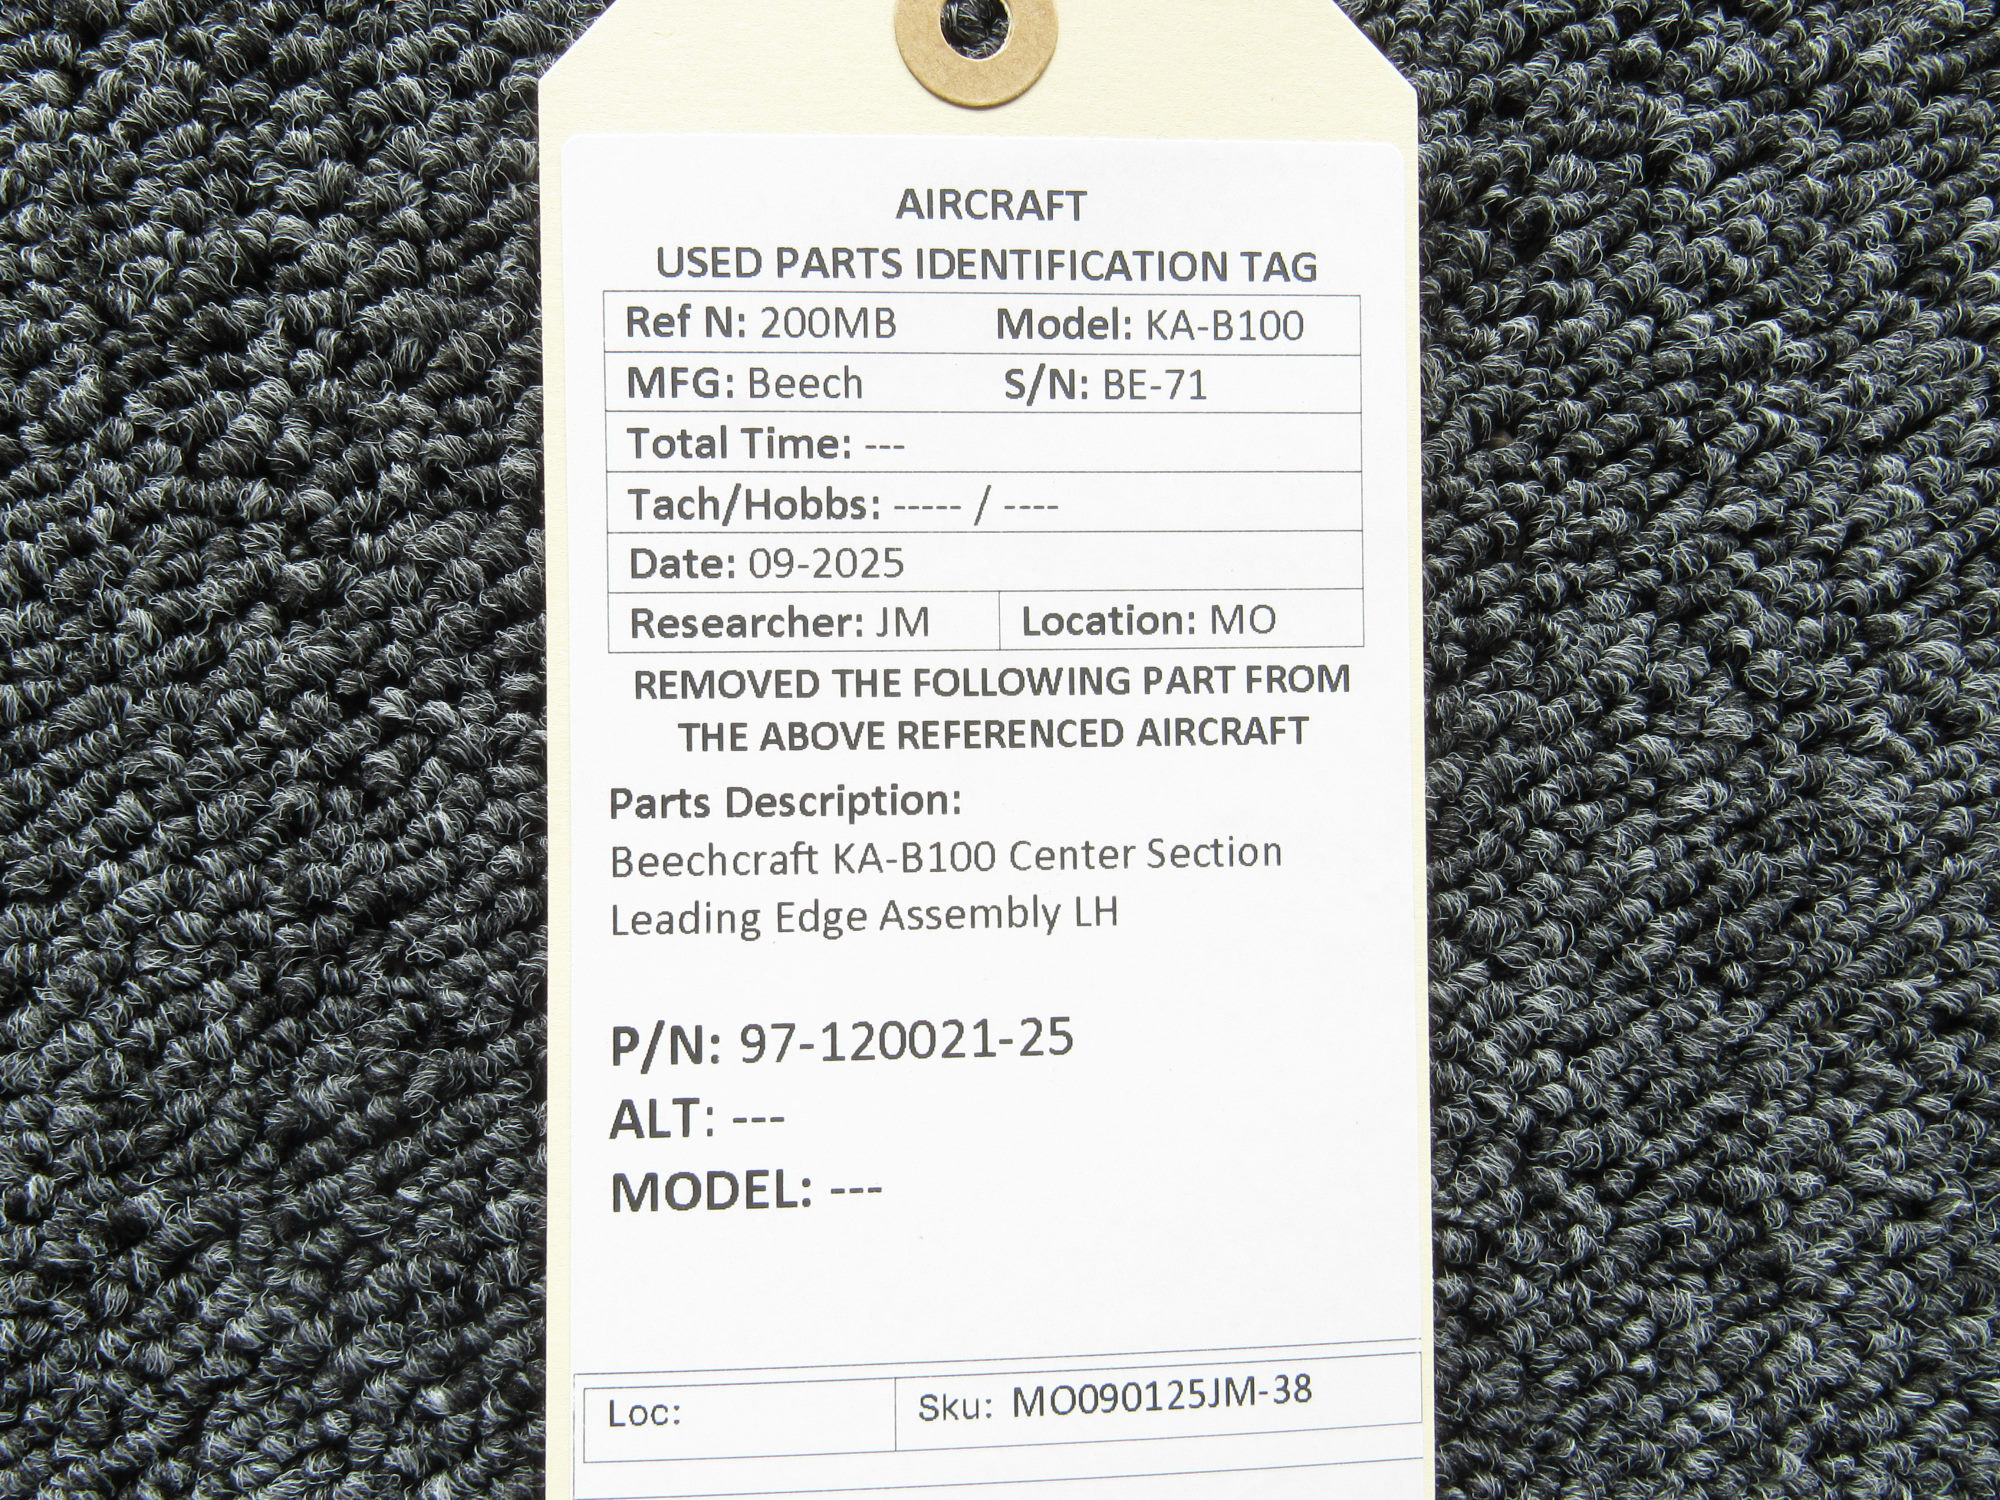 AIRCRAFT
USED PARTS IDENTIFICATION TAG
Ref N: 200MB Model: KA-B100
MFG: Beech S/N: BE-71
Total Time: ---
Tach/Hobbs: ----- / ----
Date: 09-2025
Researcher: JM Location: MO
REMOVED THE FOLLOWING PART FROM
THE ABOVE REFERENCED AIRCRAFT
Parts Description:
Beechcraft KA-B100 Center Section
Leading Edge Assembly LH
P/N: 97-120021-25
ALT: ---
MODEL: ---
Loc: Sku: MO090125JM-38